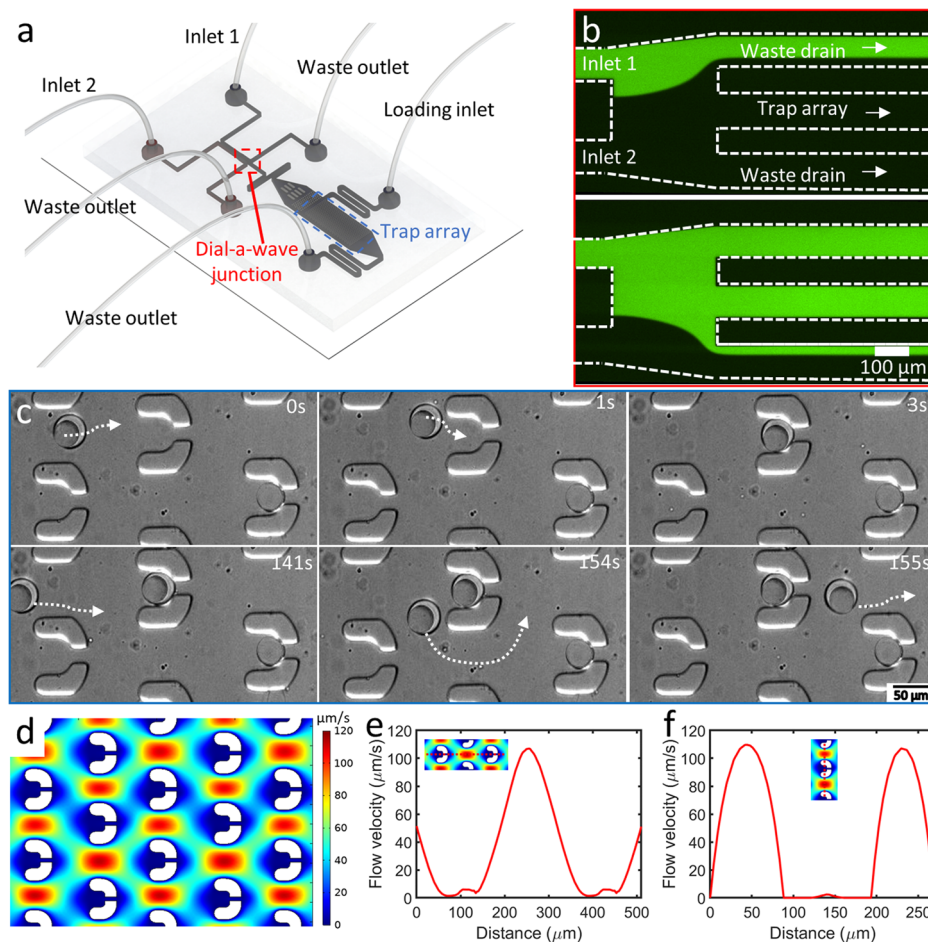 a
Inlet 1
Waste outlet
Inlet 2
Loading inlet
Waste outlet
Trap array
Dial-a-wave
junction
Waste outlet
b
Waste drain
Inlet 1
Trap array
Inlet 2
Waste drain
100 µm
c
0s
1s
3s
141s
154s
155s
50 µm
d
µm/s
120
100
80
60
40
20
0
e
Flow velocity (µm/s)
120
100
80
60
40
20
0
0 100 200 300 400 500
Distance (µm)
f
Flow velocity (µm/s)
120
100
80
60
40
20
0
0 50 100 150 200 250
Distance (µm)